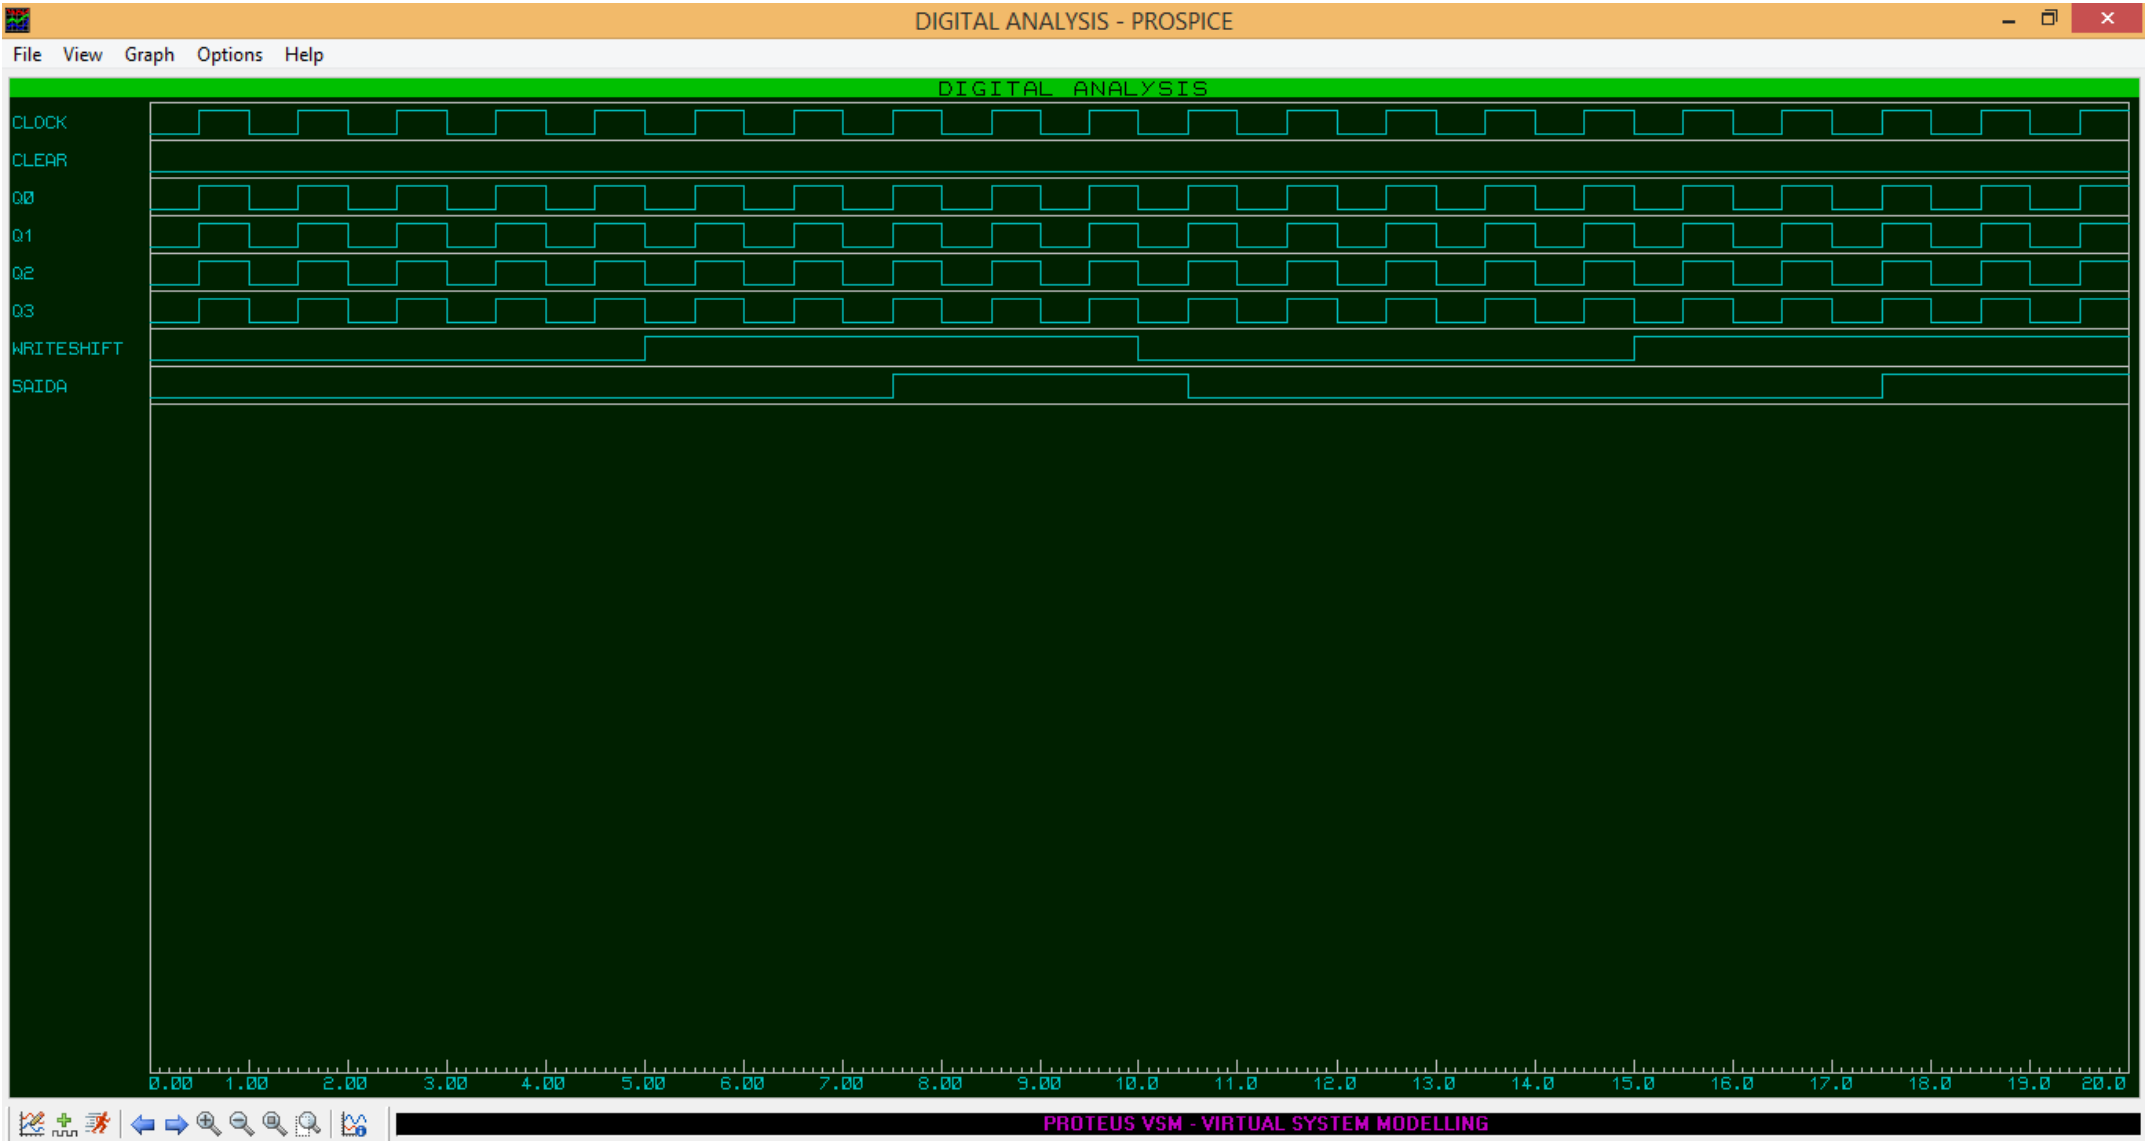 DIGITAL ANALYSIS - PROSPICE
File View Graph Options Help
DIGITAL ANALYSIS
CLOCK
CLEAR
Q0
Q1
Q2
Q3
WRITESHIFT
SAIDA
0.00 1.00 2.00 3.00 4.00 5.00 6.00 7.00 8.00 9.00 10.0 11.0 12.0 13.0 14.0 15.0 16.0 17.0 18.0 19.0 20.0
PROTEUS VSM - VIRTUAL SYSTEM MODELLING